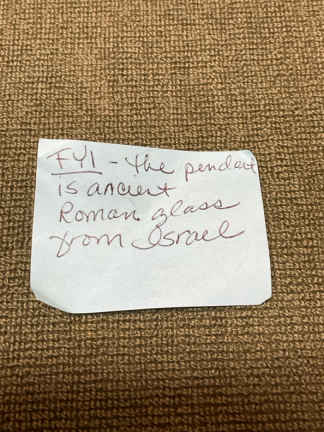 FYI - The pendant
is ancient
Roman glass
from Israel